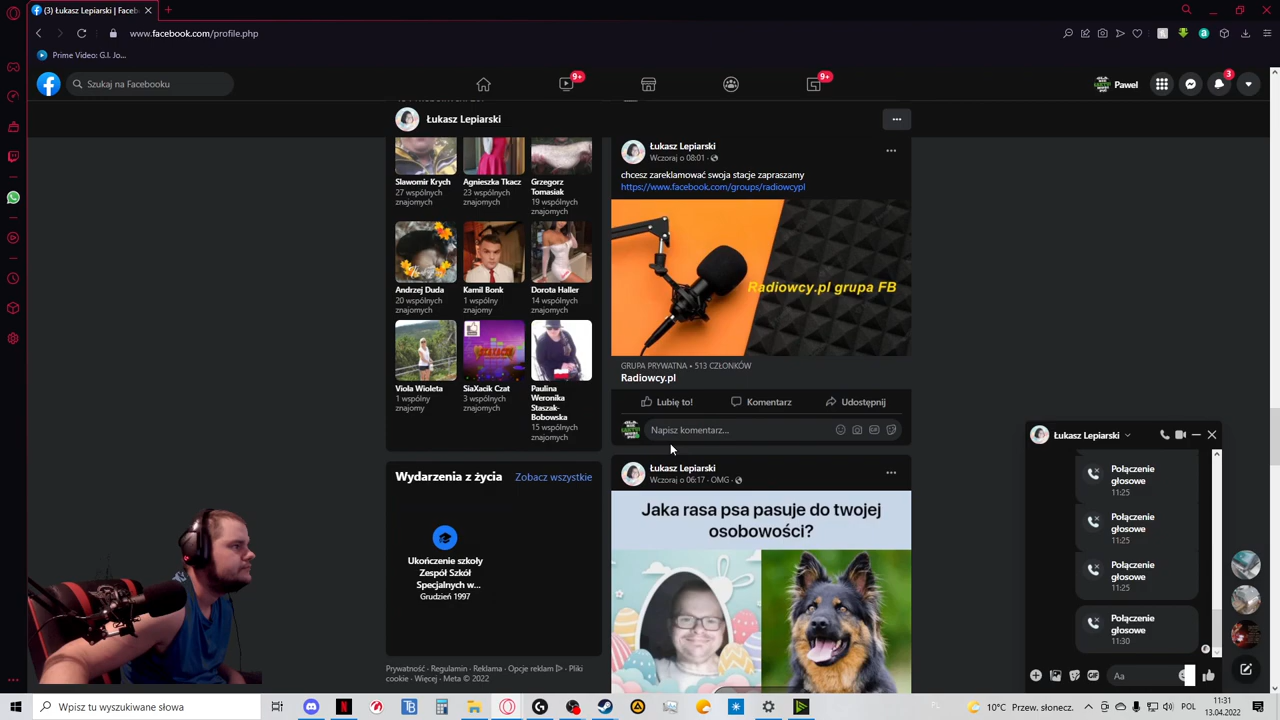 (3) Łukasz Lepiarski | Faceb
www.facebook.com/profile.php
Prime Video: G.I. Jo...
Szukaj na Facebooku
9+
9+
Pawel
3
Łukasz Lepiarski
Sławomir Krych
27 wspólnych znajomych
Agnieszka Tkacz
23 wspólnych znajomych
Grzegorz Tomasiak
19 wspólnych znajomych
Andrzej Duda
20 wspólnych znajomych
Kamil Bonk
1 wspólny znajomy
Dorota Haller
14 wspólnych znajomych
Viola Wioleta
1 wspólny znajomy
SiaXacik Czat
3 wspólnych znajomych
Paulina Weronika Staszak-Bobowska
15 wspólnych znajomych
Wydarzenia z życia
Zobacz wszystkie
Ukończenie szkoły
Zespół Szkół
Specjalnych w...
Grudzień 1997
Prywatność · Regulamin · Reklama · Opcje reklam · Pliki
cookie · Więcej · Meta © 2022
Łukasz Lepiarski
Wczoraj o 08:01 ·
chcesz zareklamować swoja stacje zapraszamy
https://www.facebook.com/groups/radiowcypl
Radiowcy.pl grupa FB
GRUPA PRYWATNA • 513 CZŁONKÓW
Radiowcy.pl
Lubię to!
Komentarz
Udostępnij
Napisz komentarz...
Łukasz Lepiarski
Wczoraj o 06:17 · OMG ·
Jaka rasa psa pasuje do twojej
osobowości?
Łukasz Lepiarski
Połączenie
głosowe
11:25
Połączenie
głosowe
11:25
Połączenie
głosowe
11:25
Połączenie
głosowe
11:30
Aa
Wpisz tu wyszukiwane słowa
PL
10°C Przew. słonecz.
POL
11:31
13.04.2022